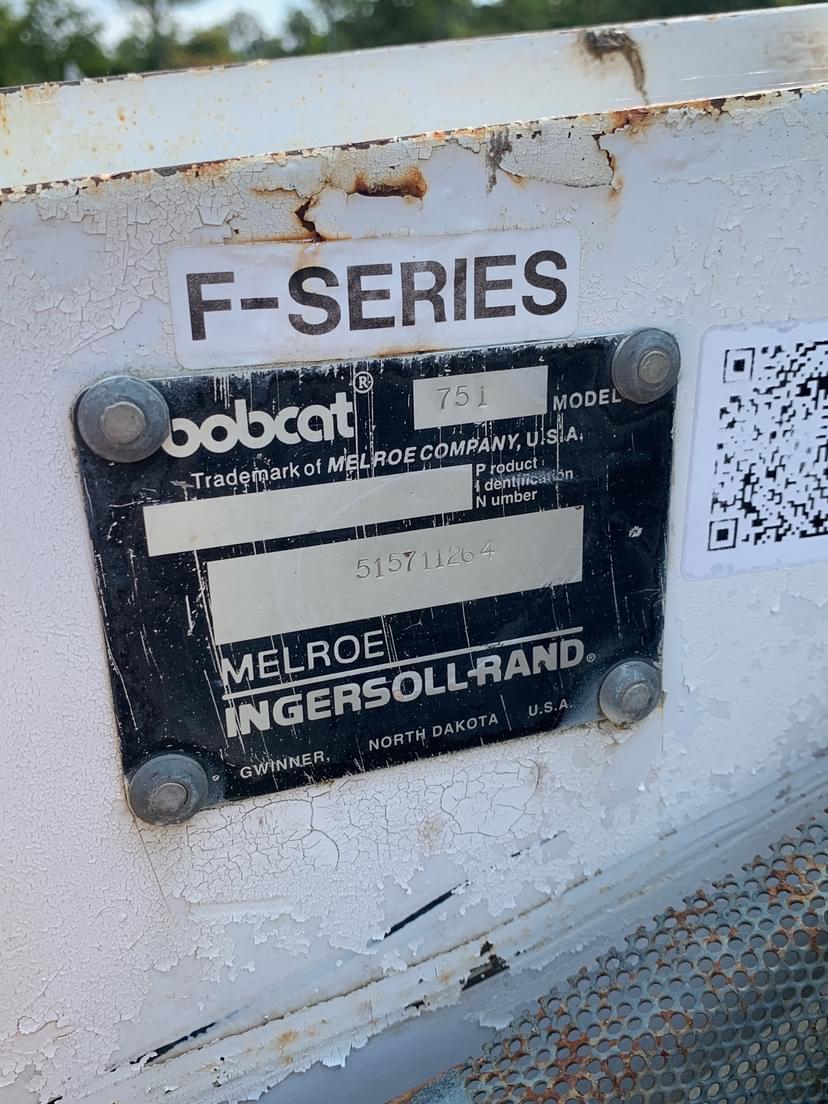 F-SERIES
bobcat® 751 MODEL
Trademark of MELROE COMPANY, U.S.A.
Product
Identification
Number
515711264
MELROE
INGERSOLL-RAND®
GWINNER, NORTH DAKOTA U.S.A.